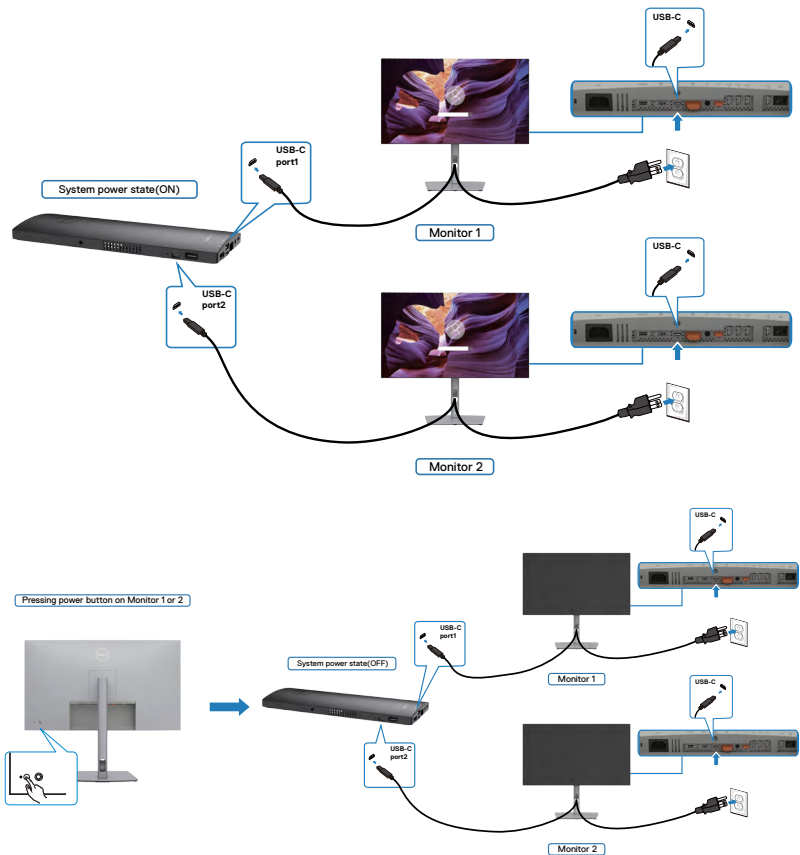 USB-C
USB-C
port1
System power state(ON)
Monitor 1
USB-C
USB-C
port2
Monitor 2
USB-C
Pressing power button on Monitor 1 or 2
DELL
USB-C
port1
System power state(OFF)
Monitor 1
USB-C
USB-C
port2
Monitor 2